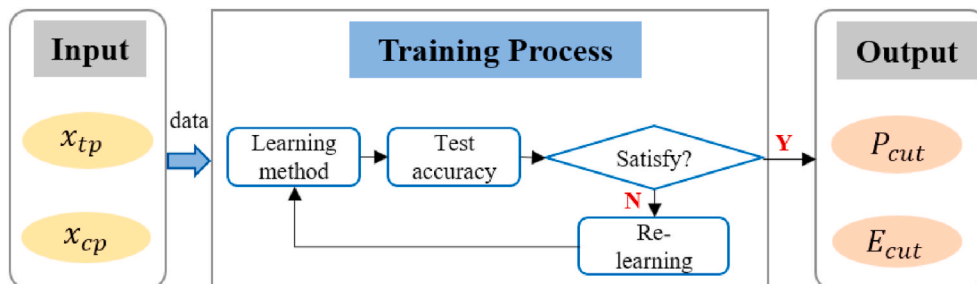 Input
x_tp
x_cp
data
Training Process
Learning
method
Test
accuracy
Satisfy?
Y
N
Re-
learning
Output
P_cut
E_cut